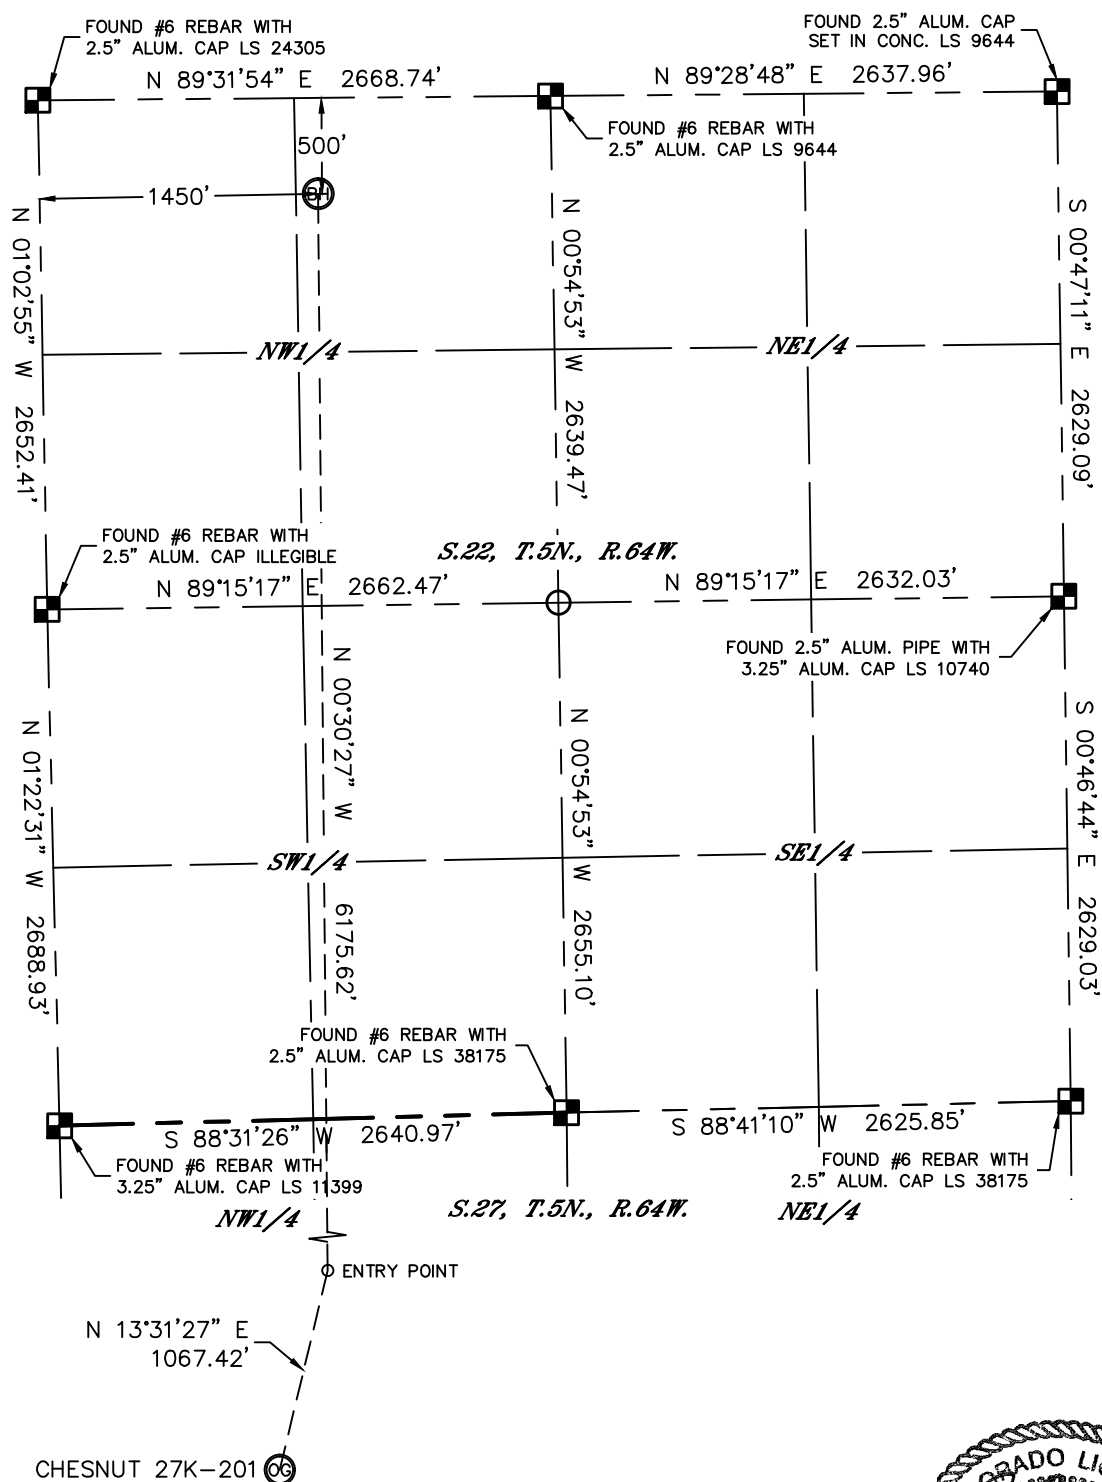 FOUND #6 REBAR WITH
2.5" ALUM. CAP LS 24305
FOUND 2.5" ALUM. CAP
SET IN CONC. LS 9644
N 89°31'54" E 2668.74'
N 89°28'48" E 2637.96'
FOUND #6 REBAR WITH
2.5" ALUM. CAP LS 9644
500'
1450'
BH
N 01°02'55" W 2652.41'
N 00°54'53" W 2639.47'
S 00°47'11" E 2629.09'
NW1/4
NE1/4
FOUND #6 REBAR WITH
2.5" ALUM. CAP ILLEGIBLE
S.22, T.5N., R.64W.
N 89°15'17" E 2662.47'
N 89°15'17" E 2632.03'
FOUND 2.5" ALUM. PIPE WITH
3.25" ALUM. CAP LS 10740
N 01°22'31" W 2688.93'
N 00°30'27" W 6175.62'
N 00°54'53" W 2655.10'
S 00°46'44" E 2629.03'
SW1/4
SE1/4
FOUND #6 REBAR WITH
2.5" ALUM. CAP LS 38175
S 88°31'26" W 2640.97'
S 88°41'10" W 2625.85'
FOUND #6 REBAR WITH
3.25" ALUM. CAP LS 11399
FOUND #6 REBAR WITH
2.5" ALUM. CAP LS 38175
NW1/4
S.27, T.5N., R.64W.
NE1/4
ENTRY POINT
N 13°31'27" E
1067.42'
CHESNUT 27K-201
OG